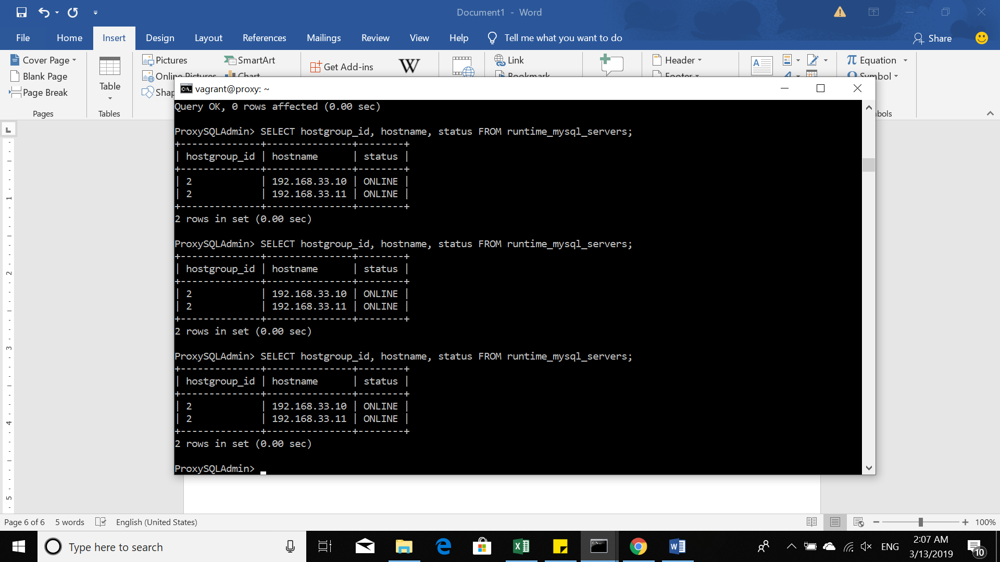 Document1 - Word
File Home Insert Design Layout References Mailings Review View Help Tell me what you want to do Share
Cover Page
Blank Page
Page Break
Pages
Table
Tables
Pictures
Online Pictures
Shap
SmartArt
Chart
Get Add-ins
W
Link
Bookmark
Header
Footer
A
Equation
Symbol
bols
vagrant@proxy: ~
Query OK, 0 rows affected (0.00 sec)
ProxySQLAdmin> SELECT hostgroup_id, hostname, status FROM runtime_mysql_servers;
+--------------+---------------+--------+
| hostgroup_id | hostname      | status |
+--------------+---------------+--------+
| 2            | 192.168.33.10 | ONLINE |
| 2            | 192.168.33.11 | ONLINE |
+--------------+---------------+--------+
2 rows in set (0.00 sec)
ProxySQLAdmin> SELECT hostgroup_id, hostname, status FROM runtime_mysql_servers;
+--------------+---------------+--------+
| hostgroup_id | hostname      | status |
+--------------+---------------+--------+
| 2            | 192.168.33.10 | ONLINE |
| 2            | 192.168.33.11 | ONLINE |
+--------------+---------------+--------+
2 rows in set (0.00 sec)
ProxySQLAdmin> SELECT hostgroup_id, hostname, status FROM runtime_mysql_servers;
+--------------+---------------+--------+
| hostgroup_id | hostname      | status |
+--------------+---------------+--------+
| 2            | 192.168.33.10 | ONLINE |
| 2            | 192.168.33.11 | ONLINE |
+--------------+---------------+--------+
2 rows in set (0.00 sec)
ProxySQLAdmin> _
1
2
3
4
5
Page 6 of 6 5 words English (United States) 100%
Type here to search
ENG
2:07 AM
3/13/2019
10